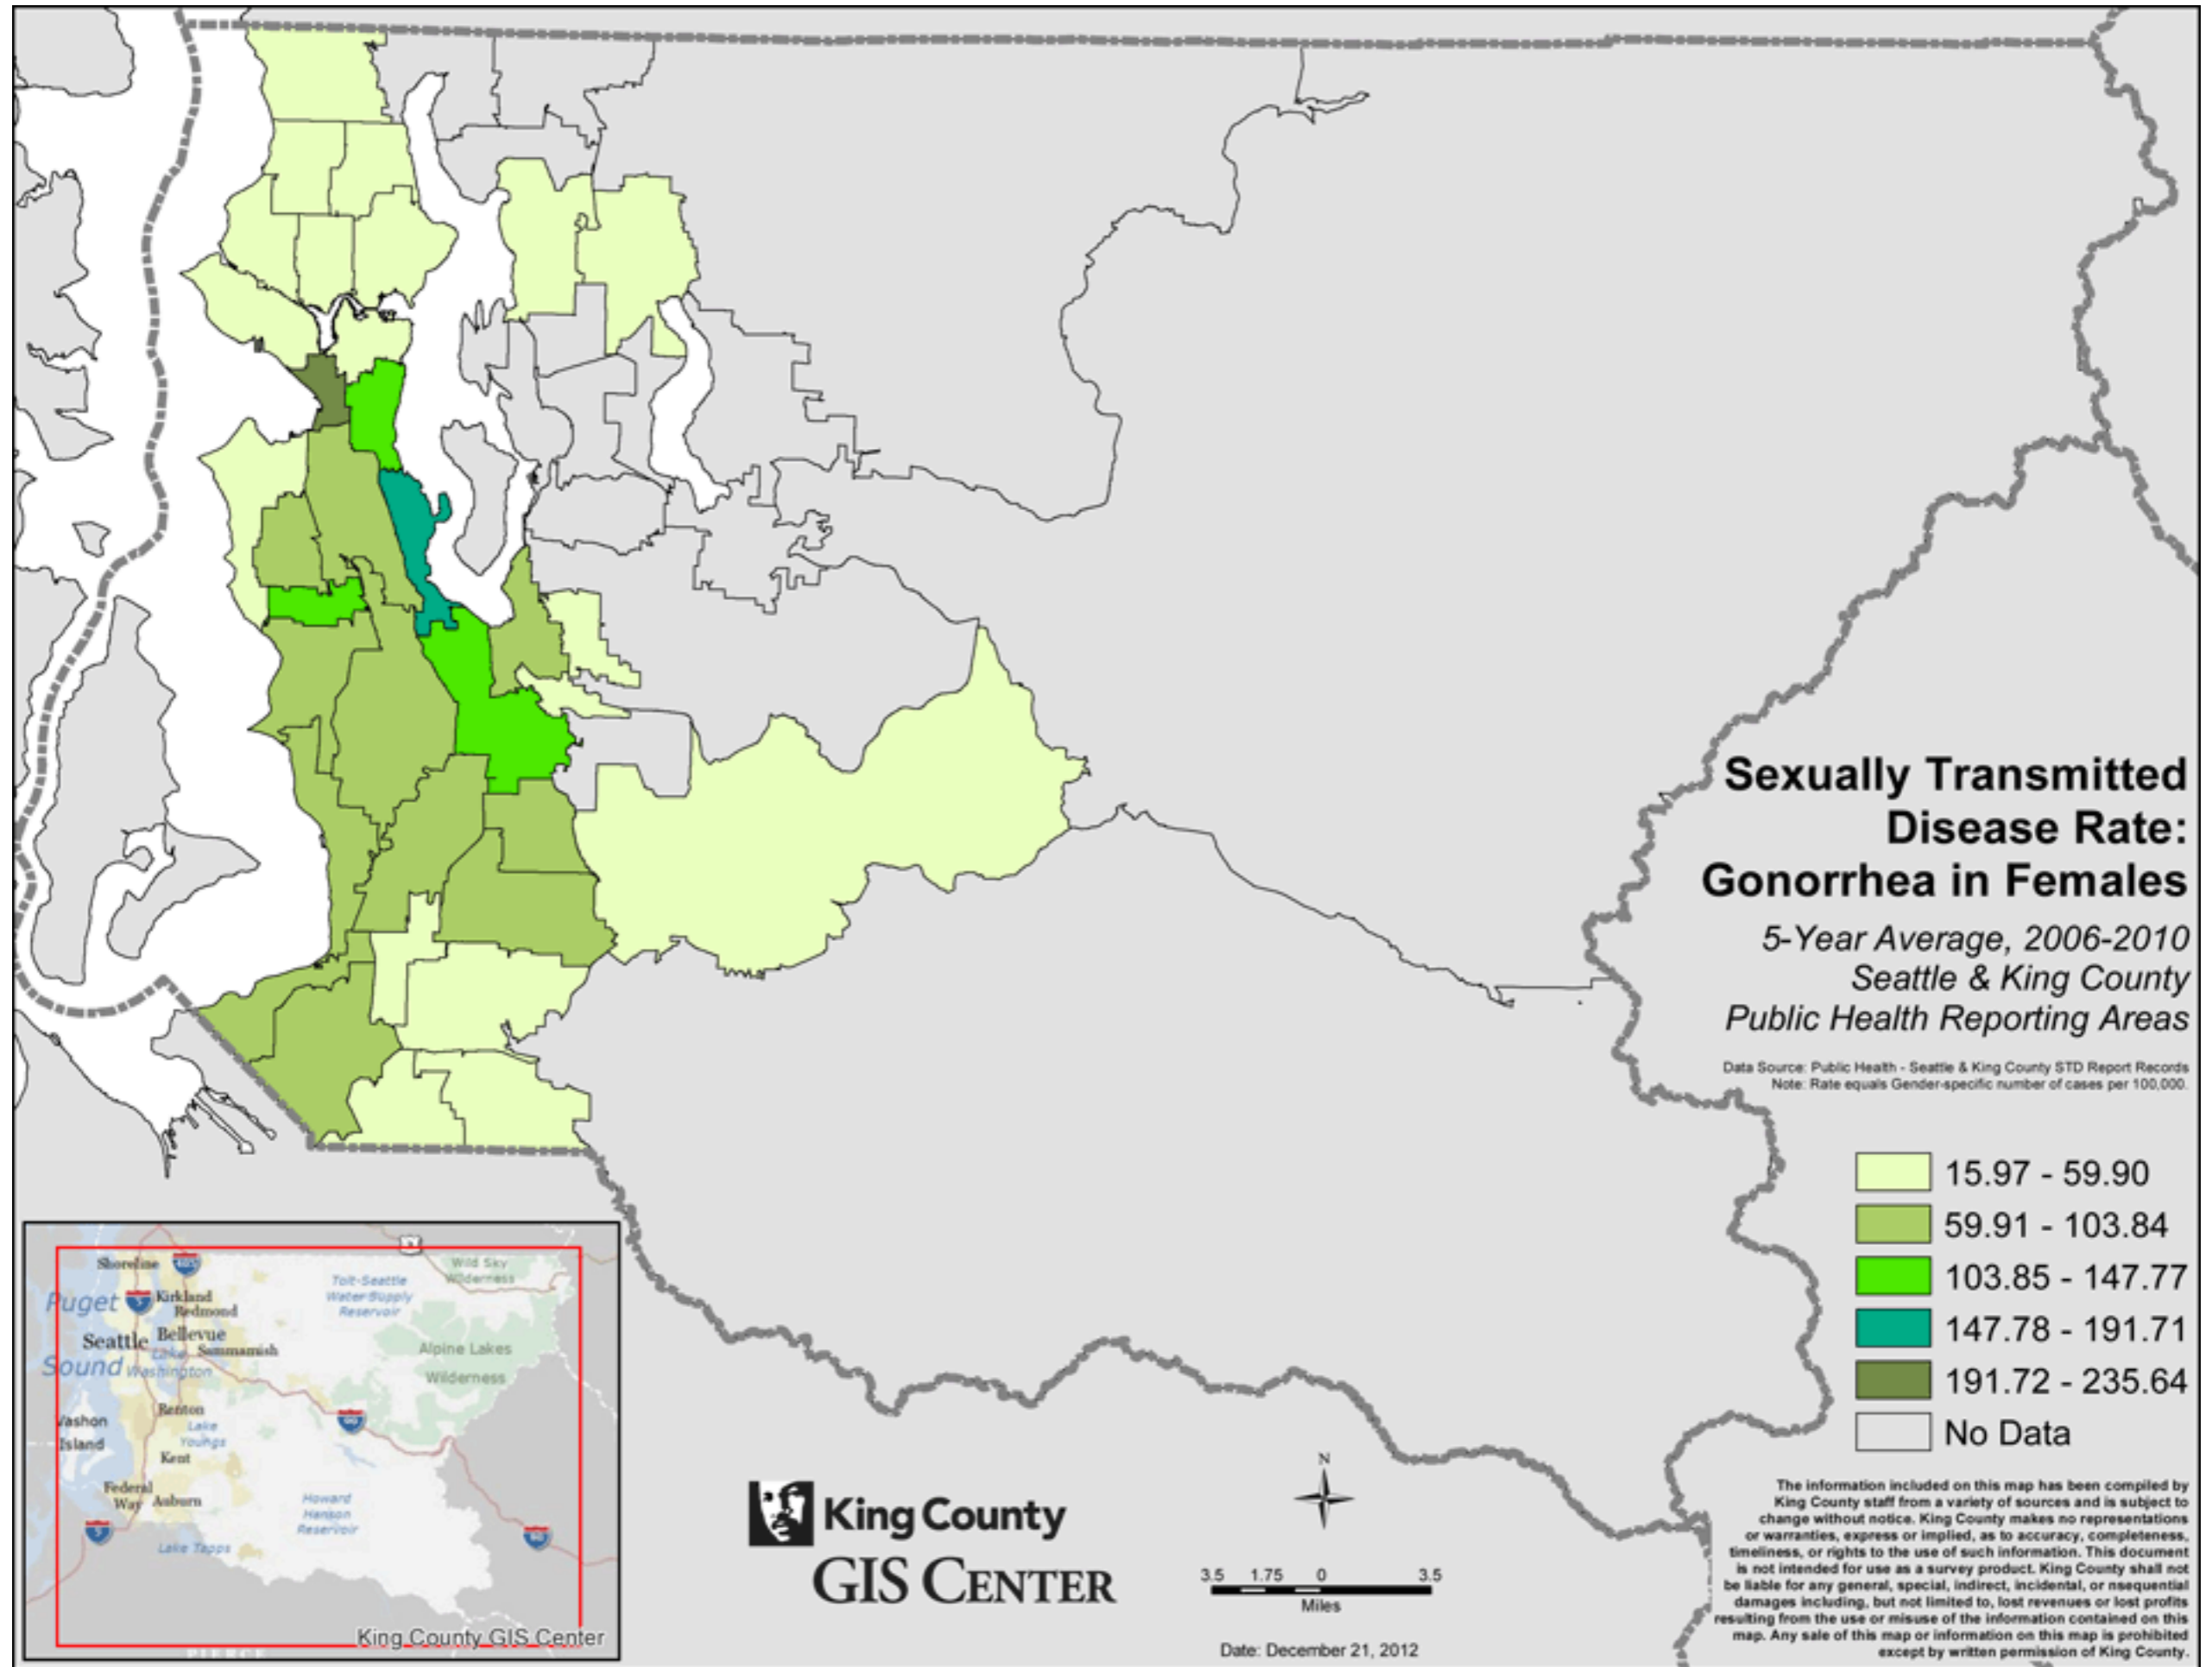 Sexually Transmitted
Disease Rate:
Gonorrhea in Females
5-Year Average, 2006-2010
Seattle & King County
Public Health Reporting Areas
Data Source: Public Health - Seattle & King County STD Report Records
Note: Rate equals Gender-specific number of cases per 100,000.
15.97 - 59.90
59.91 - 103.84
103.85 - 147.77
147.78 - 191.71
191.72 - 235.64
No Data
The information included on this map has been compiled by
King County staff from a variety of sources and is subject to
change without notice. King County makes no representations
or warranties, express or implied, as to accuracy, completeness,
timeliness, or rights to the use of such information. This document
is not intended for use as a survey product. King County shall not
be liable for any general, special, indirect, incidental, or nsequential
damages including, but not limited to, lost revenues or lost profits
resulting from the use or misuse of the information contained on this
map. Any sale of this map or information on this map is prohibited
except by written permission of King County.
Shoreline
405
Wild Sky
Wilderness
Tolt-Seattle
Water Supply
Reservoir
Puget
5
Kirkland
Redmond
Seattle
Bellevue
Sammamish
Alpine Lakes
Wilderness
Sound
Lake
Washington
Renton
90
Vashon
Island
Lake
Youngs
Kent
Federal
Way
Auburn
Howard
Hanson
Reservoir
5
90
Lake Tapps
King County GIS Center
PIERCE
King County
GIS CENTER
N
3.5 1.75 0 3.5
Miles
Date: December 21, 2012